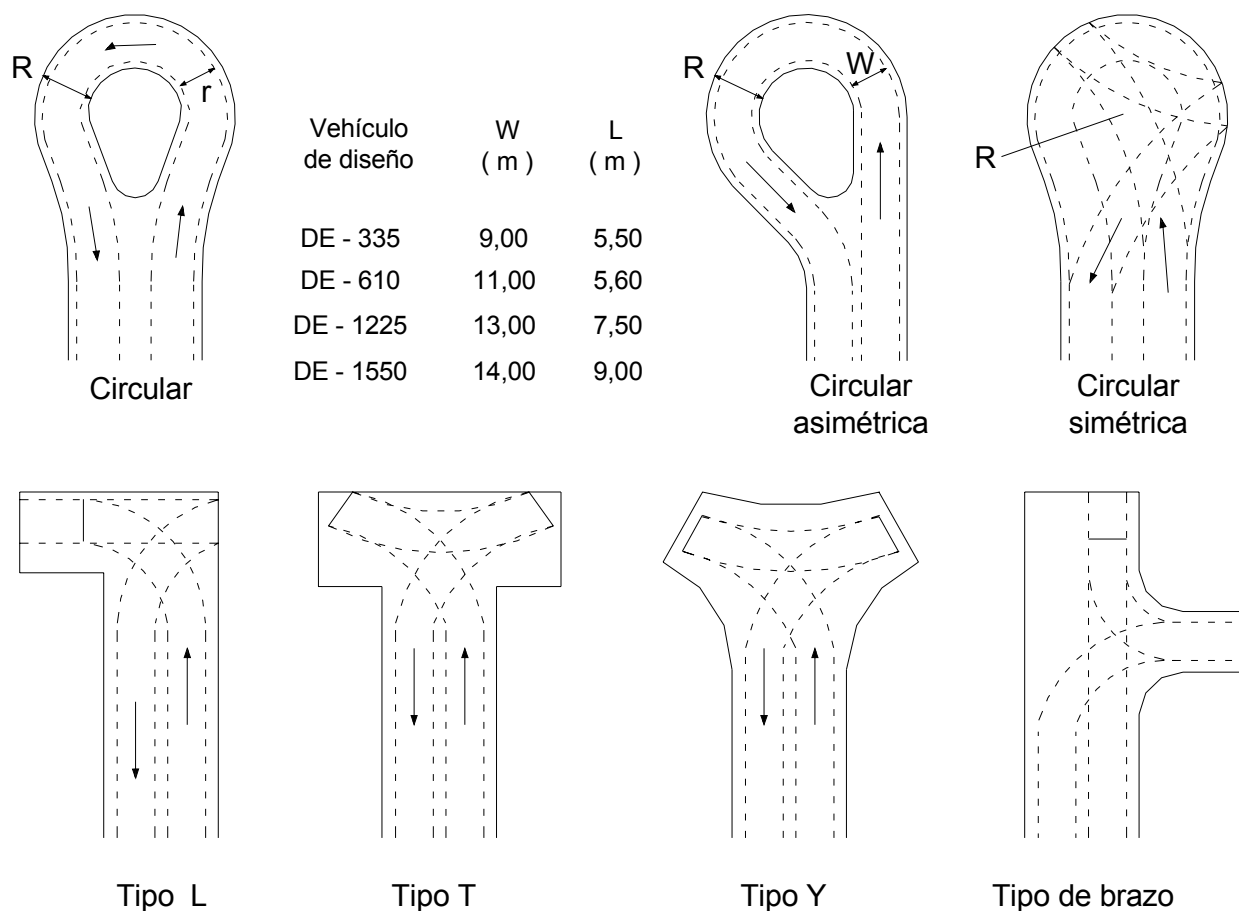 R
r
Circular
Vehículo W L
de diseño ( m ) ( m )
DE - 335 9,00 5,50
DE - 610 11,00 5,60
DE - 1225 13,00 7,50
DE - 1550 14,00 9,00
R
W
Circular
asimétrica
R
Circular
simétrica
Tipo L
Tipo T
Tipo Y
Tipo de brazo